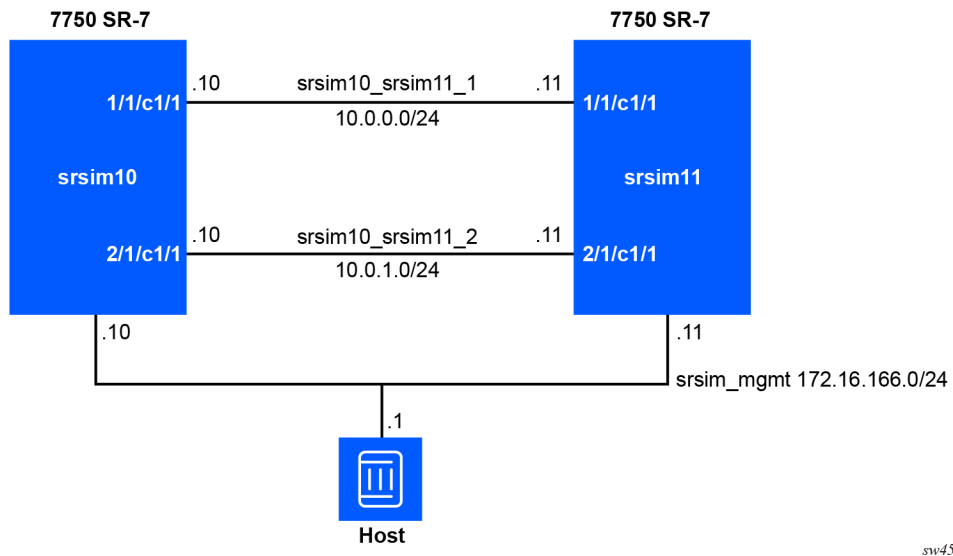 7750 SR-7
7750 SR-7
.10
srsim10_srsim11_1
.11
1/1/c1/1
1/1/c1/1
10.0.0.0/24
srsim10
srsim11
.10
srsim10_srsim11_2
.11
2/1/c1/1
2/1/c1/1
10.0.1.0/24
.10
.11
srsim_mgmt 172.16.166.0/24
.1
Host